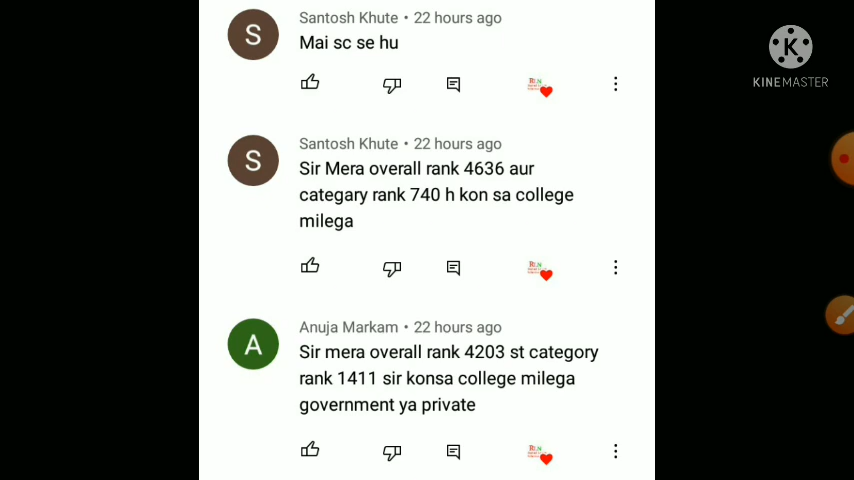 S
Santosh Khute • 22 hours ago
Mai sc se hu
K
KINEMASTER
S
Santosh Khute • 22 hours ago
Sir Mera overall rank 4636 aur
categary rank 740 h kon sa college
milega
A
Anuja Markam • 22 hours ago
Sir mera overall rank 4203 st category
rank 1411 sir konsa college milega
government ya private